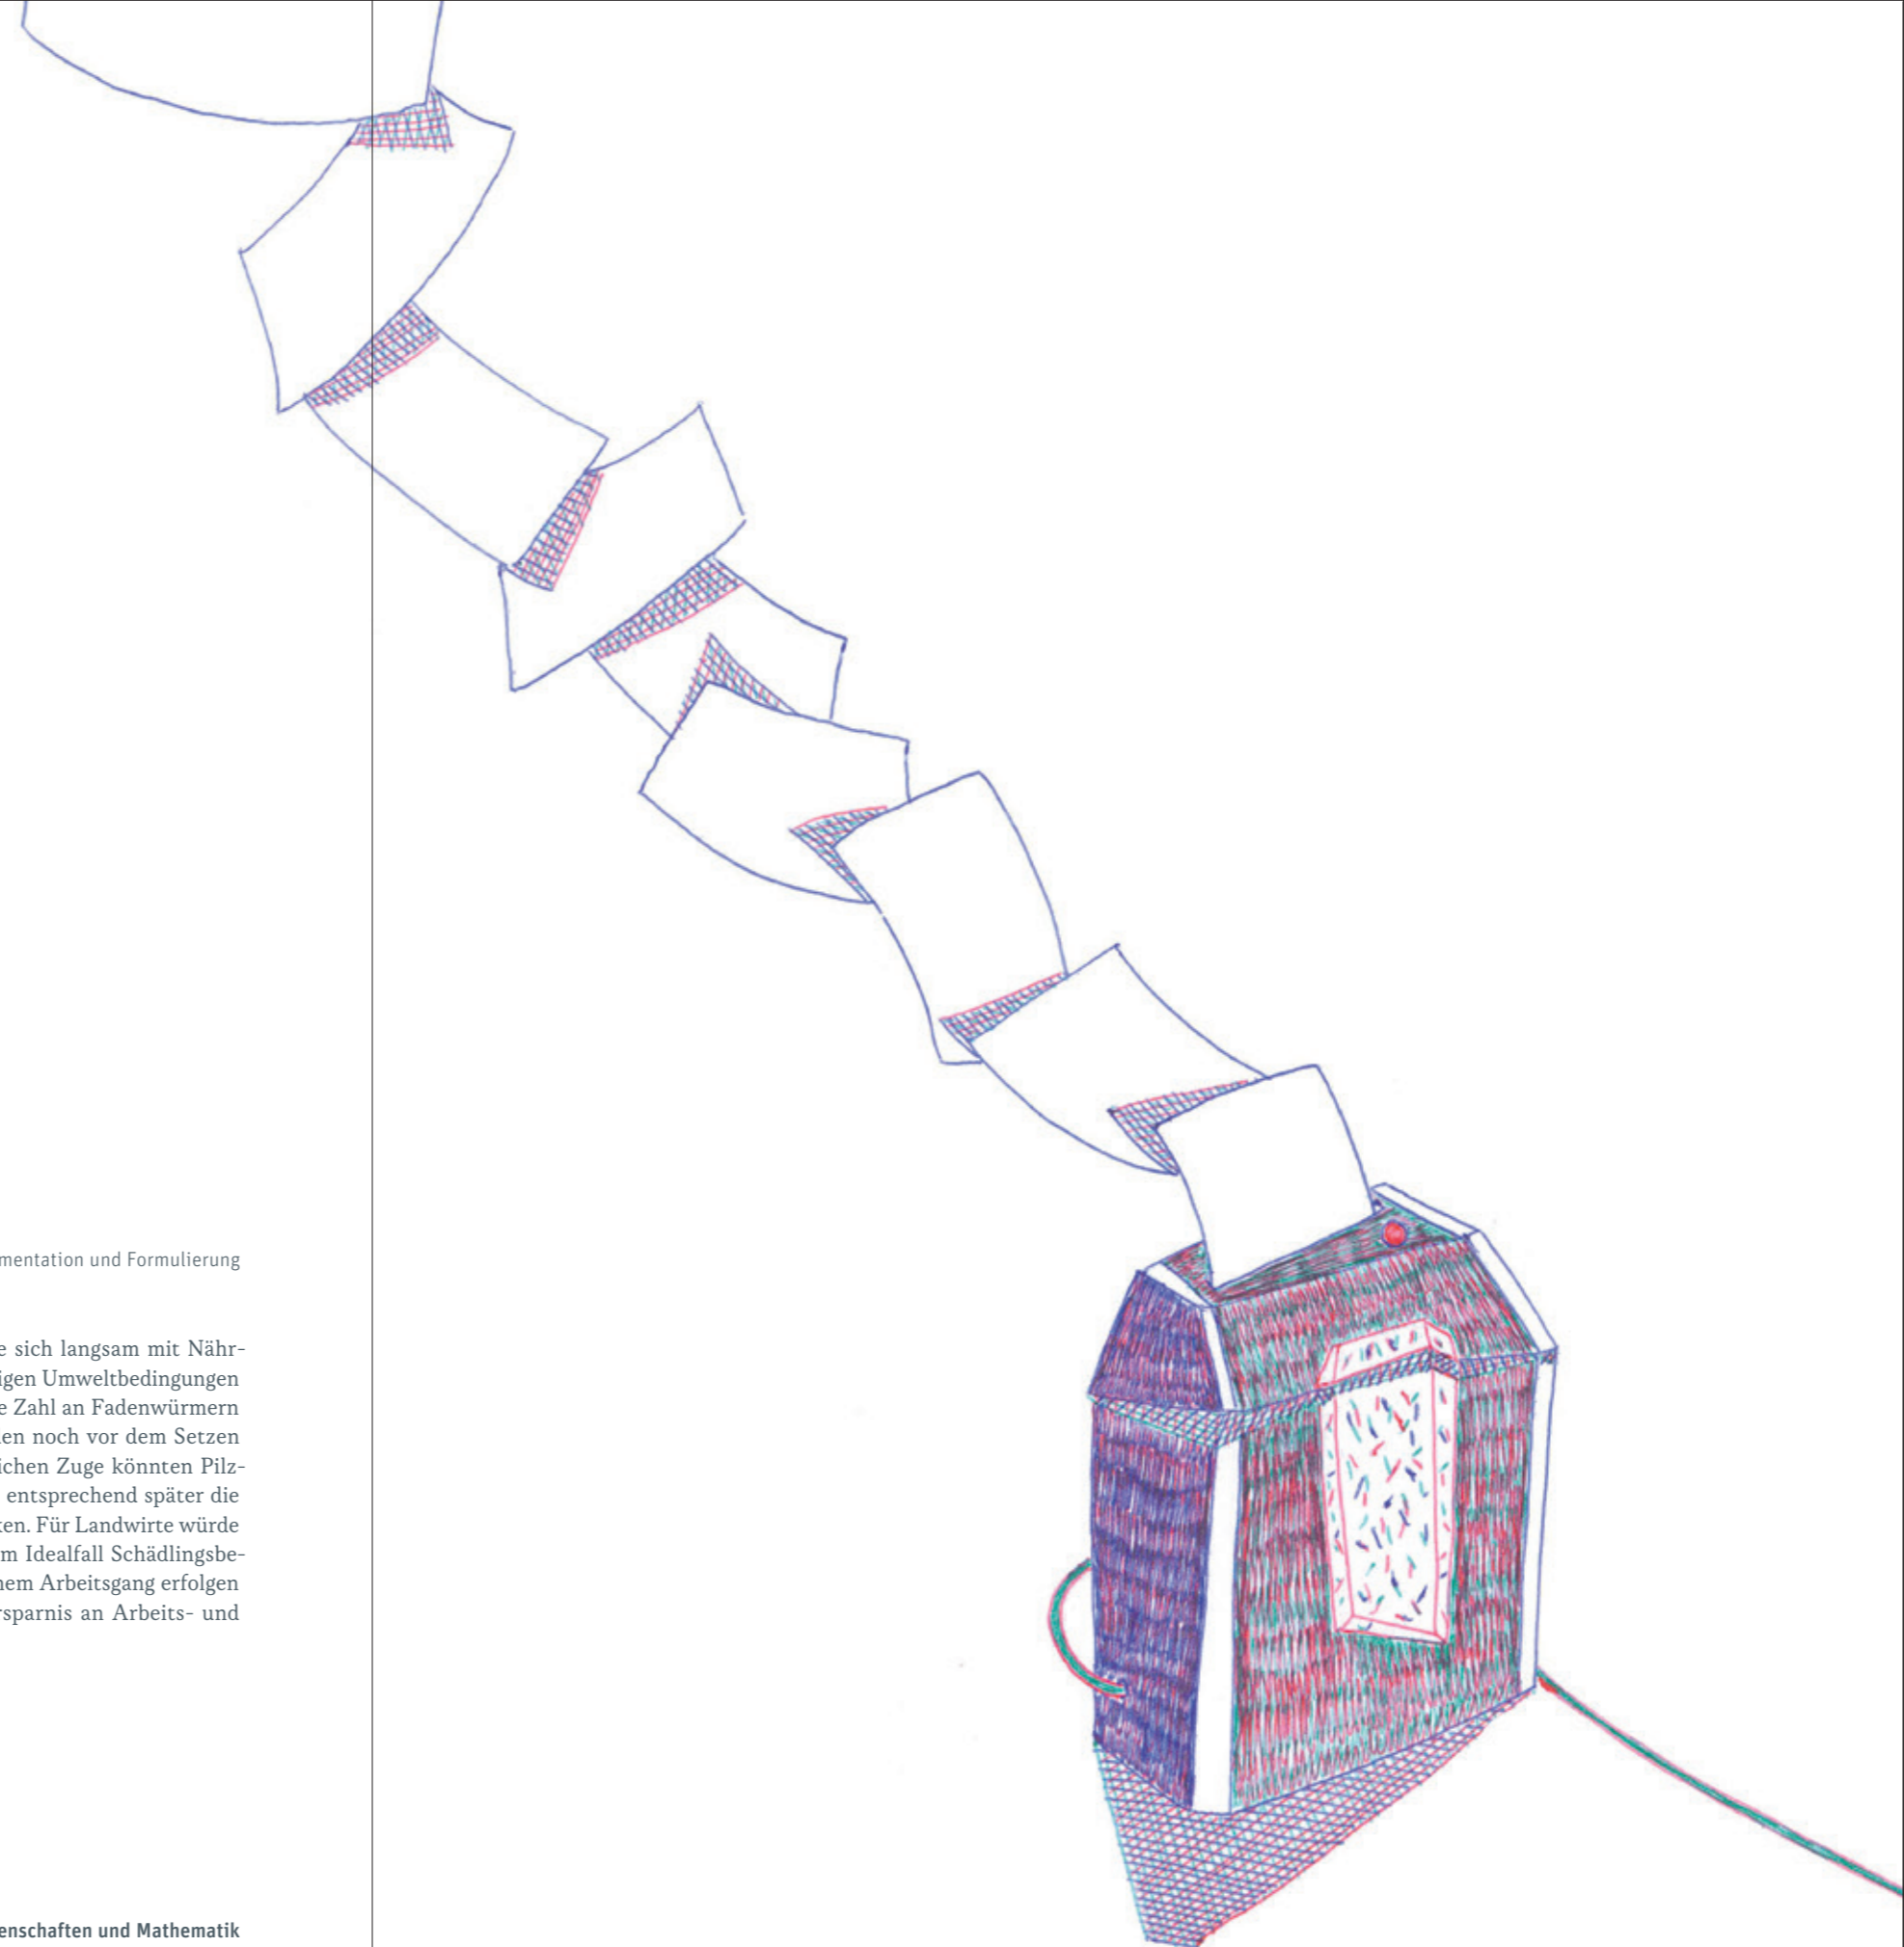 mentation und Formulierung
e sich langsam mit Nähr-
igen Umweltbedingungen
e Zahl an Fadenwürmern
en noch vor dem Setzen
ichen Zuge könnten Pilz-
entsprechend später die
ken. Für Landwirte würde
m Idealfall Schädlingsbe-
nem Arbeitsgang erfolgen
rsparnis an Arbeits- und
enschaften und Mathematik